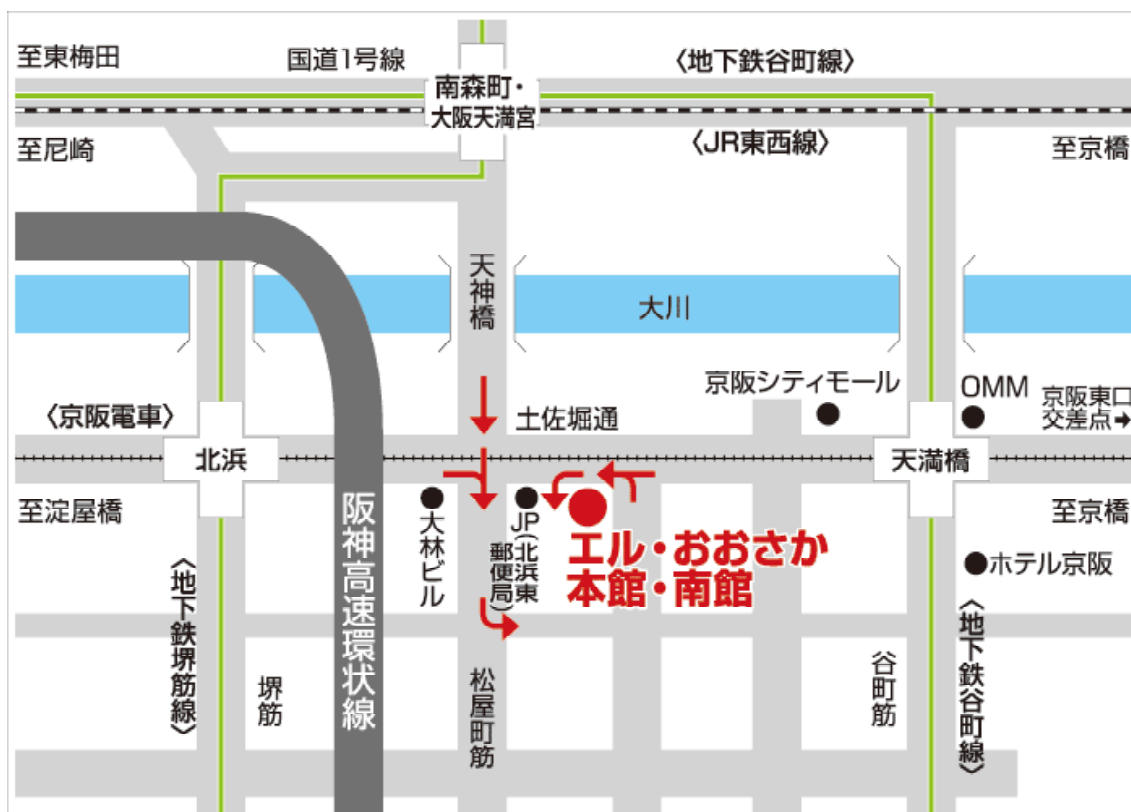 至東梅田
国道1号線
〈地下鉄谷町線〉
南森町・
大阪天満宮
至尼崎
〈JR東西線〉
至京橋
天神橋
大川
京阪シティモール
OMM
京阪東口
交差点➔
〈京阪電車〉
土佐堀通
北浜
天満橋
至淀屋橋
大林ビル
JP(北浜東
郵便局)
エル・おおさか
本館・南館
至京橋
ホテル京阪
阪神高速環状線
〈地下鉄堺筋線〉
堺筋
松屋町筋
谷町筋
〈地下鉄谷町線〉